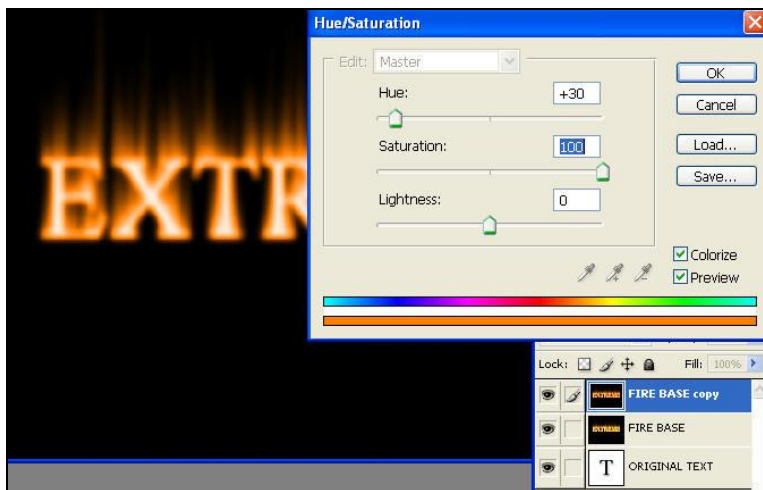 Hue/Saturation
Edit: Master
Hue: +30
Saturation: 100
Lightness: 0
OK
Cancel
Load...
Save...
Colorize
Preview
EXTR
Lock: Fill: 100%
FIRE BASE copy
FIRE BASE
T ORIGINAL TEXT